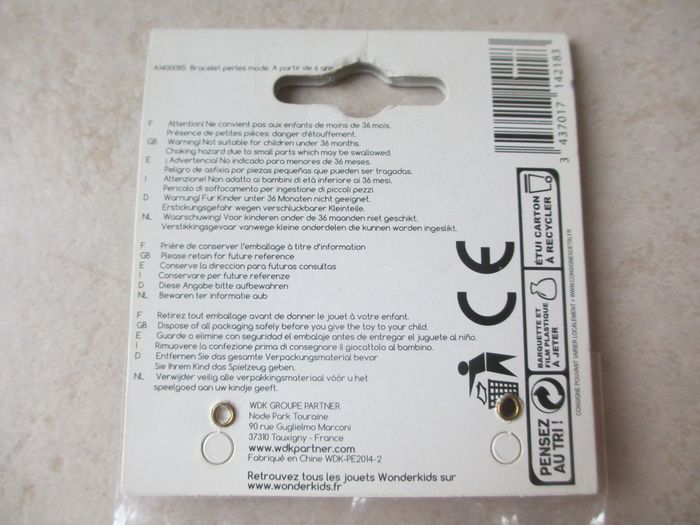 A1400085 Bracelet perles mode. A partir de 6 ans
F Attention! Ne convient pas aux enfants de moins de 36 mois.
Présence de petites pièces: danger d'étouffement.
GB Warning! Not suitable for children under 36 months.
Choking hazard due to small parts which may be swallowed.
E ¡ Advertencia! No indicado para menores de 36 meses.
Peligro de asfixia por piezas pequeñas que pueden ser tragadas.
I Attenzione! Non adatto ai bambini di età inferiore ai 36 mesi.
Pericolo di soffocamento per ingestione di piccoli pezzi.
D Warnung! Fur Kinder unter 36 Monaten nicht geeignet.
Erstickungsgefahr wegen verschluckbarer Kleinteile.
NL Waarschuwing! Voor kinderen onder de 36 maanden niet geschikt.
Verstikkingsgevaar vanwege kleine onderdelen die kunnen worden ingeslikt.
F Prière de conserver l'emballage à titre d'information
GB Please retain for future reference
E Conserve la direccion para futuras consultas
I Conservare per future referenze
D Diese Angabe bitte aufbewahren
NL Bewaren ter informatie aub
F Retirez tout emballage avant de donner le jouet à votre enfant.
GB Dispose of all packaging safely before you give the toy to your child.
E Guarde o elimine con seguridad el embalaje antes de entregar el juguete al niño.
I Rimuovere la confezione prima di consegnare il giocattolo al bambino.
D Entfernen Sie das gesamte Verpackungsmaterial bevor
Sie Ihrem Kind das Spielzeug geben.
NL Verwijder veilig alle verpakkingsmateriaal vóór u het
speelgoed aan uw kindje geeft.
WDK GROUPE PARTNER
Node Park Touraine
90 rue Guglielmo Marconi
37310 Tauxigny - France
www.wdkpartner.com
Fabriqué en Chine WDK-PE2014-2
Retrouvez tous les jouets Wonderkids sur
www.wonderkids.fr
CE
3 437017 142183
ÉTUI CARTON
À RECYCLER
BARQUETTE ET
FILM PLASTIQUE
À JETER
PENSEZ
AU TRI !
CONSIGNE POUVANT VARIER LOCALEMENT > WWW.CONSIGNESDETRI.FR